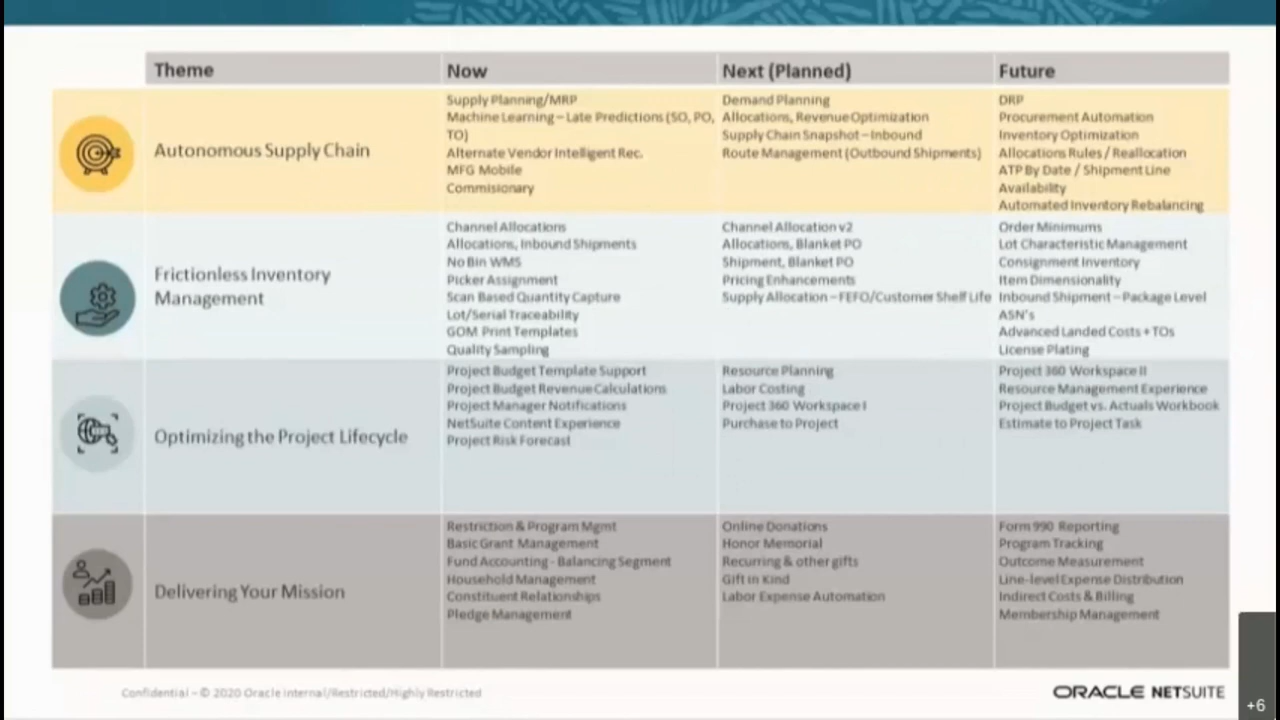 Theme
Now
Next (Planned)
Future
Autonomous Supply Chain
Supply Planning/MRP
Machine Learning – Late Predictions (SO, PO,
TO)
Alternate Vendor Intelligent Rec.
MFG Mobile
Commisionary
Demand Planning
Allocations, Revenue Optimization
Supply Chain Snapshot – Inbound
Route Management (Outbound Shipments)
DRP
Procurement Automation
Inventory Optimization
Allocations Rules / Reallocation
ATP By Date / Shipment Line
Availability
Automated Inventory Rebalancing
Frictionless Inventory
Management
Channel Allocations
Allocations, Inbound Shipments
No Bin WMS
Picker Assignment
Scan Based Quantity Capture
Lot/Serial Traceability
GOM Print Templates
Quality Sampling
Channel Allocation v2
Allocations, Blanket PO
Shipment, Blanket PO
Pricing Enhancements
Supply Allocation – FEFO/Customer Shelf Life
Order Minimums
Lot Characteristic Management
Consignment Inventory
Item Dimensionality
Inbound Shipment – Package Level
ASN's
Advanced Landed Costs + TOs
License Plating
Optimizing the Project Lifecycle
Project Budget Template Support
Project Budget Revenue Calculations
Project Manager Notifications
NetSuite Content Experience
Project Risk Forecast
Resource Planning
Labor Costing
Project 360 Workspace I
Purchase to Project
Project 360 Workspace II
Resource Management Experience
Project Budget vs. Actuals Workbook
Estimate to Project Task
Delivering Your Mission
Restriction & Program Mgmt
Basic Grant Management
Fund Accounting - Balancing Segment
Household Management
Constituent Relationships
Pledge Management
Online Donations
Honor Memorial
Recurring & other gifts
Gift in Kind
Labor Expense Automation
Form 990 Reporting
Program Tracking
Outcome Measurement
Line-level Expense Distribution
Indirect Costs & Billing
Membership Management
Confidential – © 2020 Oracle internal/Restricted/Highly Restricted
ORACLE NETSUITE
+6